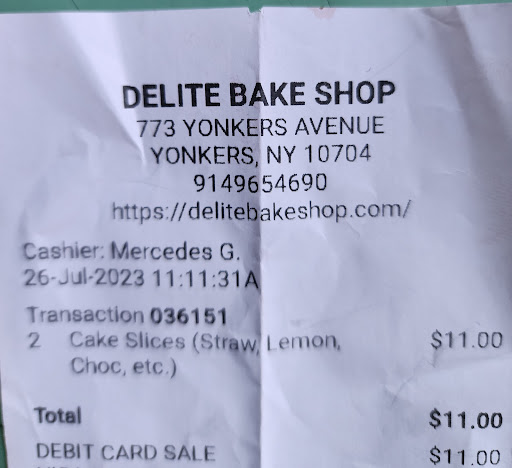 DELITE BAKE SHOP
773 YONKERS AVENUE
YONKERS, NY 10704
9149654690
https://delitebakeshop.com/
Cashier: Mercedes G.
26-Jul-2023 11:11:31A
Transaction 036151
2 Cake Slices (Straw, Lemon, $11.00
Choc, etc.)
Total $11.00
DEBIT CARD SALE $11.00